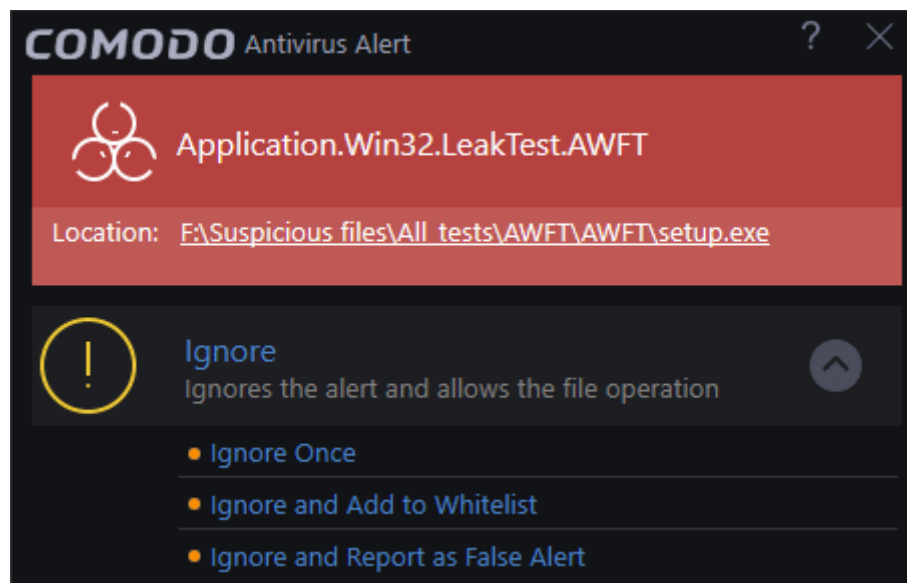 COMODO Antivirus Alert ?
Application.Win32.LeakTest.AWFT
Location: F:\Suspicious files\All_tests\AWFT\AWFT\setup.exe
Ignore
Ignores the alert and allows the file operation
Ignore Once
Ignore and Add to Whitelist
Ignore and Report as False Alert